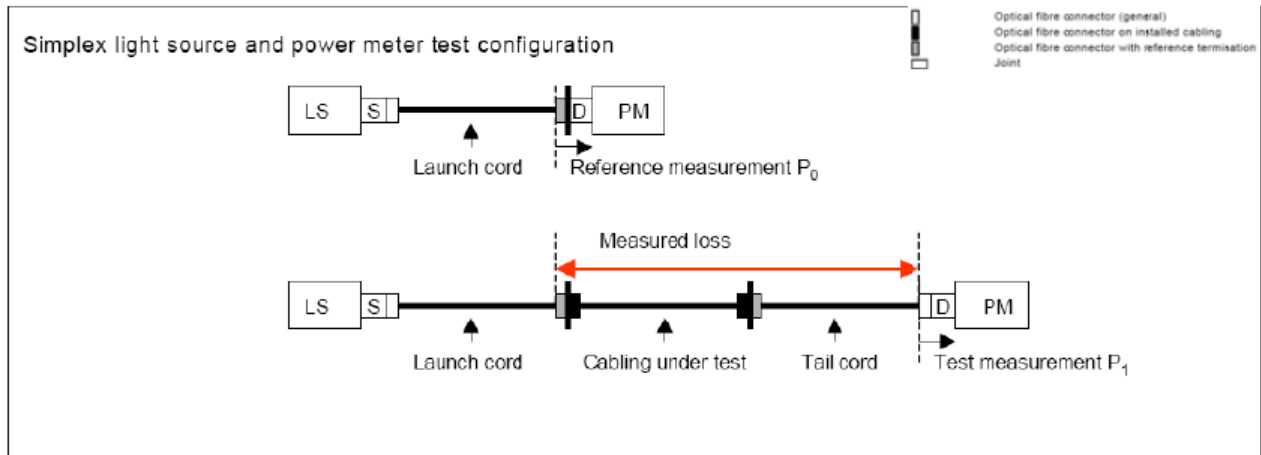 Optical fibre connector (general)
Optical fibre connector on installed cabling
Optical fibre connector with reference termisation
Joint
Simplex light source and power meter test configuration
LS S D PM
Launch cord Reference measurement P0
Measured loss
LS S D PM
Launch cord Cabling under test Tail cord Test measurement P1